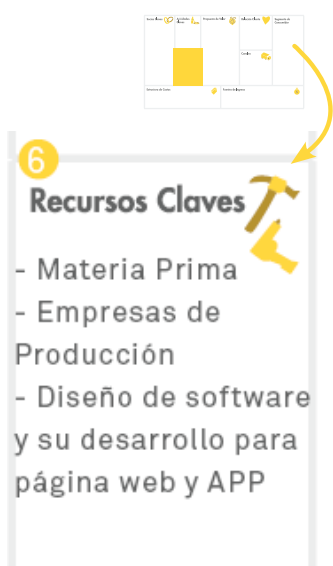 6
Recursos Claves
- Materia Prima
- Empresas de
Producción
- Diseño de software
y su desarrollo para
página web y APP